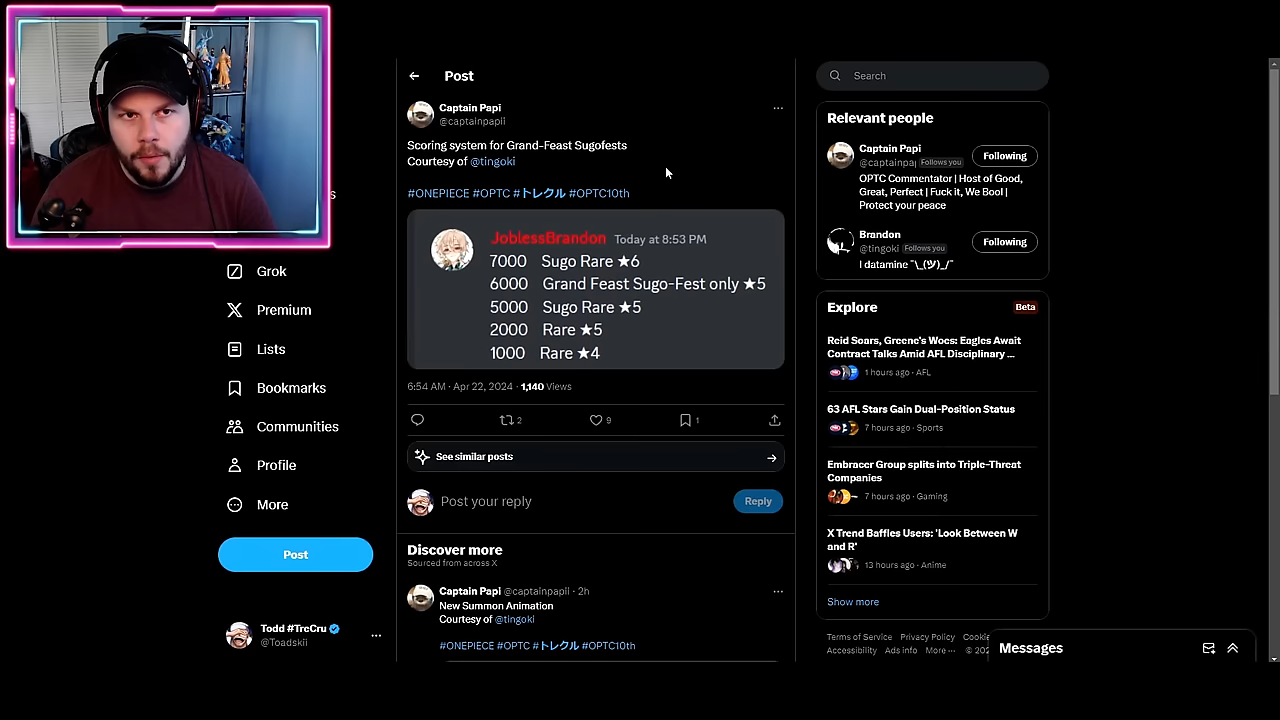 s
Grok
Premium
Lists
Bookmarks
Communities
Profile
More
Post
Todd #TrcCru
@Toadskii
Post
Captain Papi
@captainpapii
Scoring system for Grand-Feast Sugofests
Courtesy of @tingoki
#ONEPIECE #OPTC #トレクル #OPTC10th
JoblessBrandon Today at 8:53 PM
7000 Sugo Rare ★6
6000 Grand Feast Sugo-Fest only ★5
5000 Sugo Rare ★5
2000 Rare ★5
1000 Rare ★4
6:54 AM · Apr 22, 2024 · 1,140 Views
2 9 1
See similar posts
Post your reply
Reply
Discover more
Sourced from across X
Captain Papi @captainpapii · 2h
New Summon Animation
Courtesy of @tingoki
#ONEPIECE #OPTC #トレクル #OPTC10th
Search
Relevant people
Captain Papi
@captainpa Follows you
Following
OPTC Commentator | Host of Good,
Great, Perfect | Fuck it, We Bool |
Protect your peace
Brandon
@tingoki Follows you
Following
I datamine ¯\_(ツ)_/¯
Explore
Beta
Reid Soars, Greene's Woes: Eagles Await
Contract Talks Amid AFL Disciplinary ...
1 hours ago · AFL
63 AFL Stars Gain Dual-Position Status
7 hours ago · Sports
Embracer Group splits into Triple-Threat
Companies
7 hours ago · Gaming
X Trend Baffles Users: 'Look Between W
and R'
13 hours ago · Anime
Show more
Terms of Service Privacy Policy Cookie
Accessibility Ads info More ··· © 202
Messages